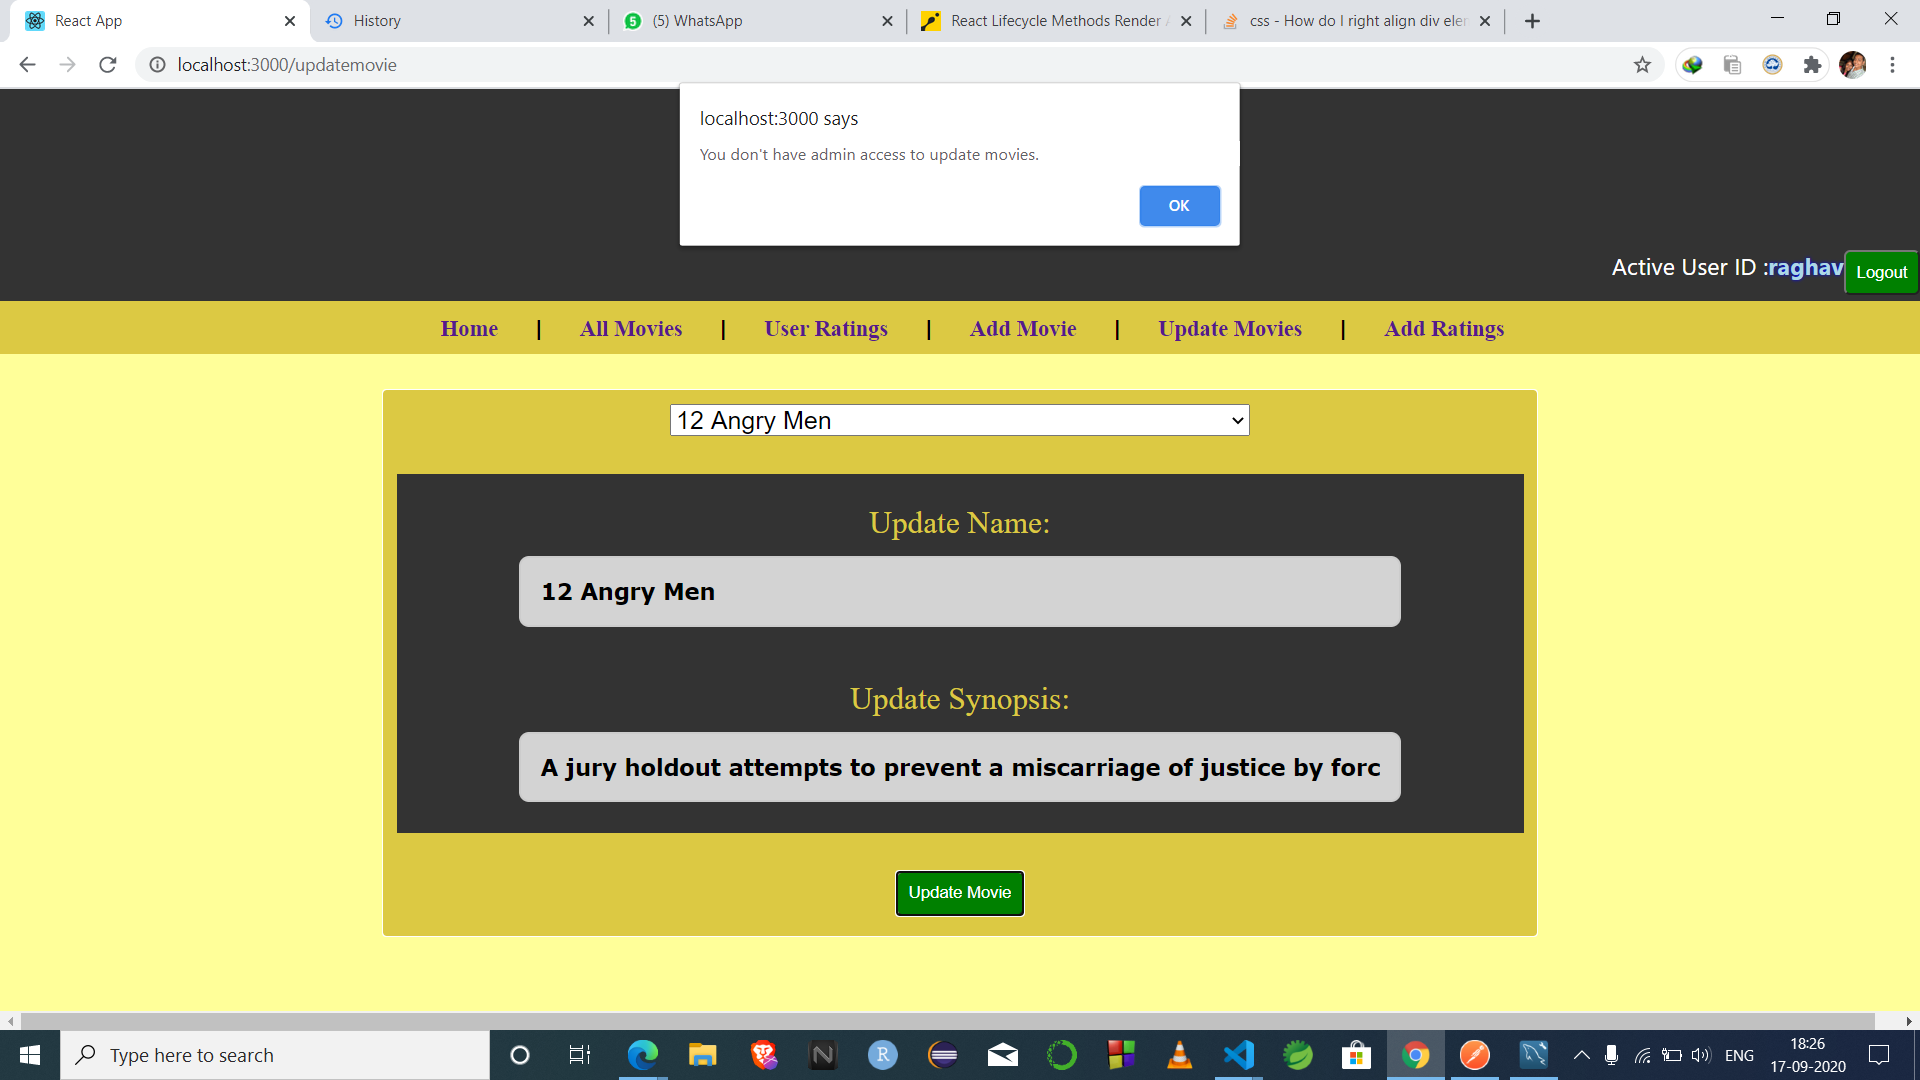 React App
History
(5) WhatsApp
React Lifecycle Methods Render
css - How do I right align div eler
localhost:3000/updatemovie
localhost:3000 says
You don't have admin access to update movies.
OK
Active User ID :raghav
Logout
Home | All Movies | User Ratings | Add Movie | Update Movies | Add Ratings
12 Angry Men
Update Name:
12 Angry Men
Update Synopsis:
A jury holdout attempts to prevent a miscarriage of justice by forc
Update Movie
Type here to search
ENG
18:26
17-09-2020